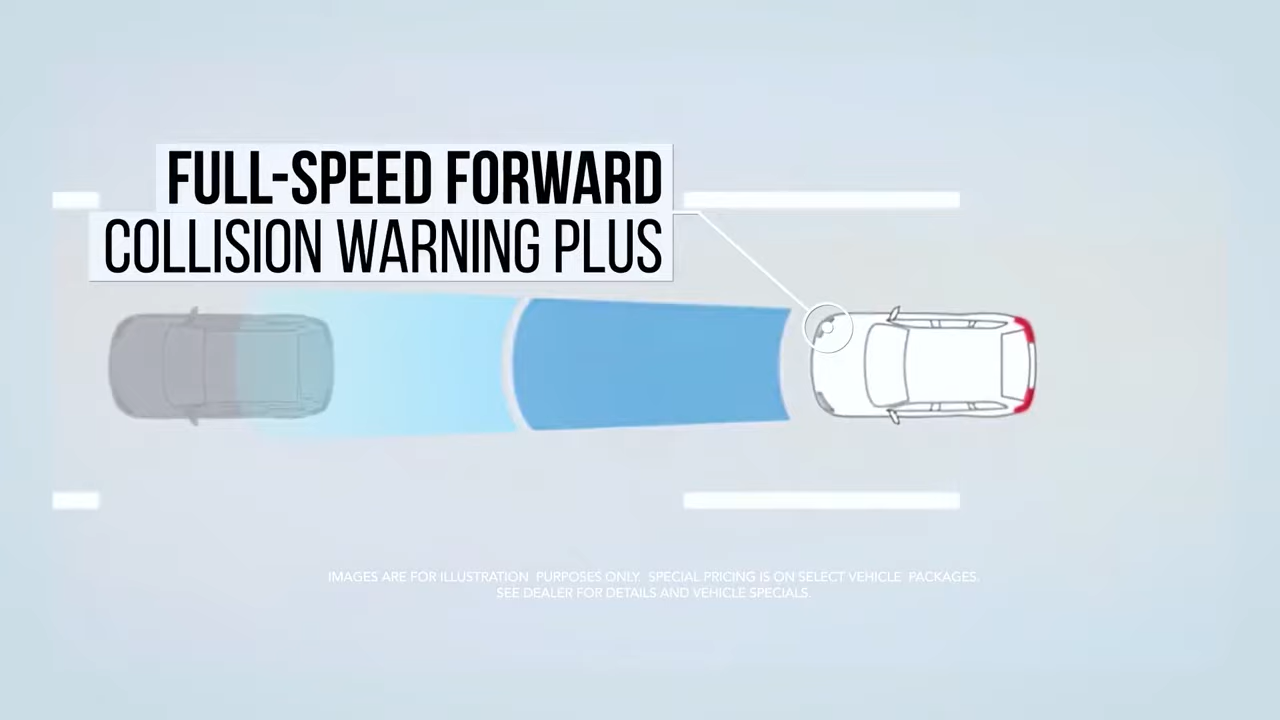 FULL-SPEED FORWARD
COLLISION WARNING PLUS
IMAGES ARE FOR ILLUSTRATION PURPOSES ONLY. SPECIAL PRICING IS ON SELECT VEHICLE PACKAGES.
SEE DEALER FOR DETAILS AND VEHICLE SPECIALS.